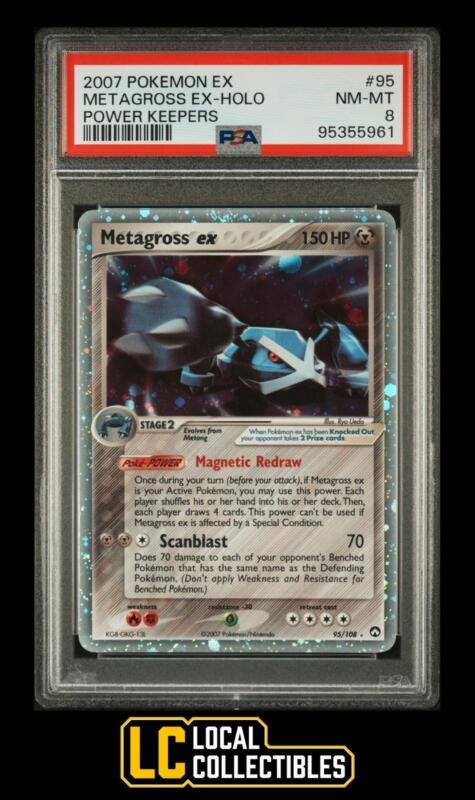 2007 POKEMON EX #95
METAGROSS EX-HOLO NM-MT
POWER KEEPERS 8
PSA 95355961
Metagross ex 150 HP
Illus. Ryo Ueda
STAGE 2
Evolves from
Metang
When Pokémon-ex has been Knocked Out,
your opponent takes 2 Prize cards.
Poké-POWER Magnetic Redraw
Once during your turn (before your attack), if Metagross ex
is your Active Pokémon, you may use this power. Each
player shuffles his or her hand into his or her deck. Then,
each player draws 4 cards. This power can't be used if
Metagross ex is affected by a Special Condition.
Scanblast 70
Does 70 damage to each of your opponent's Benched
Pokémon that has the same name as the Defending
Pokémon. (Don't apply Weakness and Resistance for
Benched Pokémon.)
weakness resistance -30 retreat cost
©2007 Pokémon/Nintendo 95/108
LC LOCAL
COLLECTIBLES